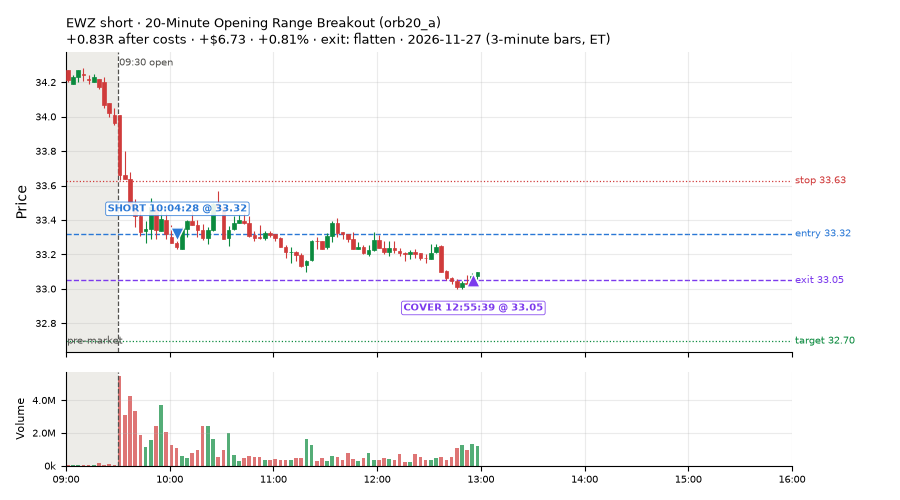 EWZ short · 20-Minute Opening Range Breakout (orb20_a)
+0.83R after costs · +$6.73 · +0.81% · exit: flatten · 2026-11-27 (3-minute bars, ET)
09:30 open
34.2
34.0
33.8
33.6
33.4
33.2
33.0
32.8
Price
stop 33.63
SHORT 10:04:28 @ 33.32
entry 33.32
exit 33.05
COVER 12:55:39 @ 33.05
pre-market
target 32.70
4.0M
2.0M
0k
Volume
09:00
10:00
11:00
12:00
13:00
14:00
15:00
16:00